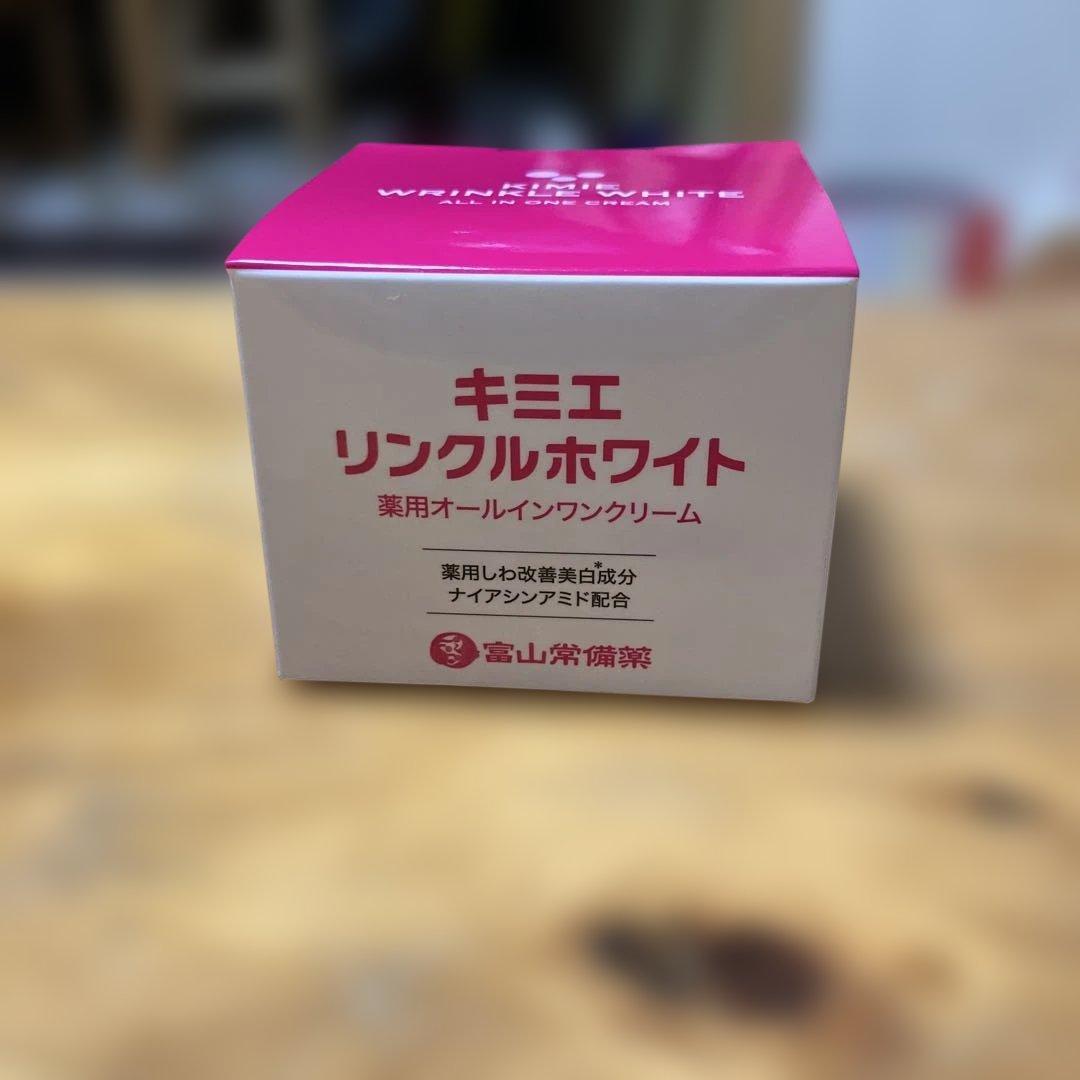 KIMIE
WRINKLE WHITE
ALL IN ONE CREAM
キミエ
リンクルホワイト
薬用オールインワンクリーム
薬用しわ改善美白*成分
ナイアシンアミド配合
富山常備薬